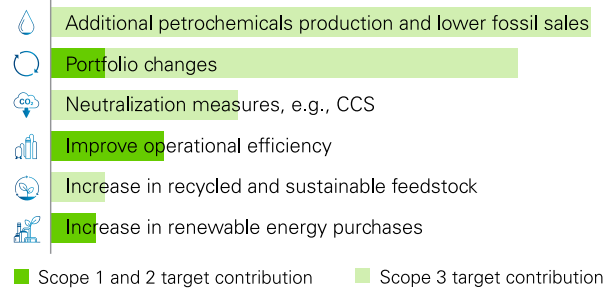 Additional petrochemicals production and lower fossil sales
Portfolio changes
CO₂
Neutralization measures, e.g., CCS
Improve operational efficiency
Increase in recycled and sustainable feedstock
Increase in renewable energy purchases
Scope 1 and 2 target contribution
Scope 3 target contribution